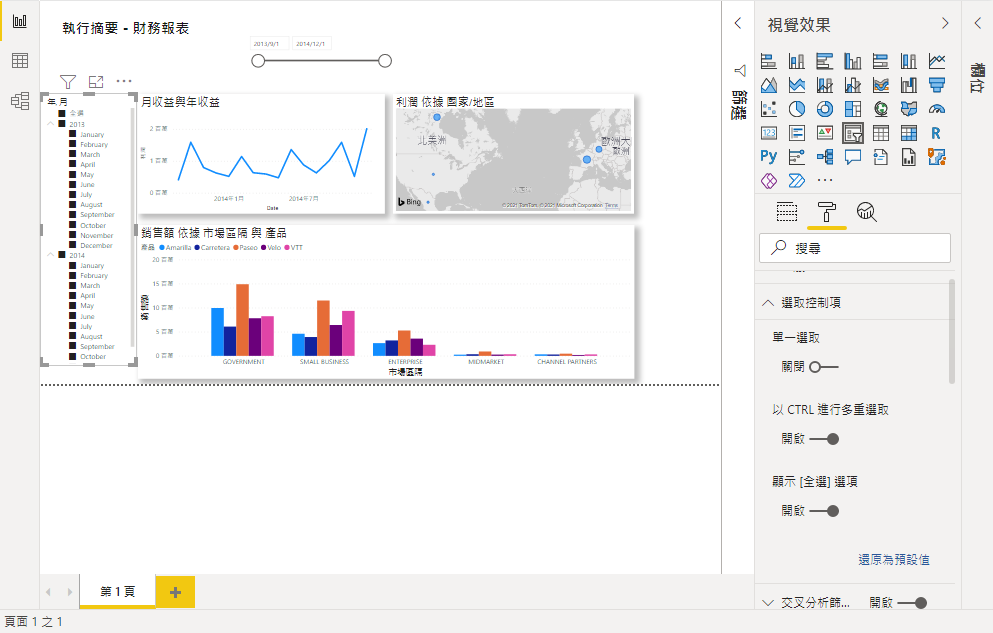 執行摘要 - 財務報表
2013/9/1 2014/12/1
年, 月
全選
2013
January
February
March
April
May
June
July
August
September
October
November
December
2014
January
February
March
April
May
June
July
August
September
October
月收益與年收益
2 百萬
1 百萬
0 百萬
2014年1月 2014年7月
Date
利潤 依據 國家/地區
北美洲
歐洲大
歐洲
Bing
© 2021 TomTom, © 2021 Microsoft Corporation Terms
銷售額 依據 市場區隔 與 產品
產品 Amarilla Carretera Paseo Velo VTT
銷售額
20 百萬
15 百萬
10 百萬
5 百萬
0 百萬
GOVERNMENT SMALL BUSINESS ENTERPRISE MIDMARKET CHANNEL PARTNERS
市場區隔
第 1 頁
頁面 1 之 1
篩選
視覺效果
123
R
Py
搜尋
選取控制項
單一選取
關閉
以 CTRL 進行多重選取
開啟
顯示 [全選] 選項
開啟
還原為預設值
交叉分析篩... 開啟
欄位